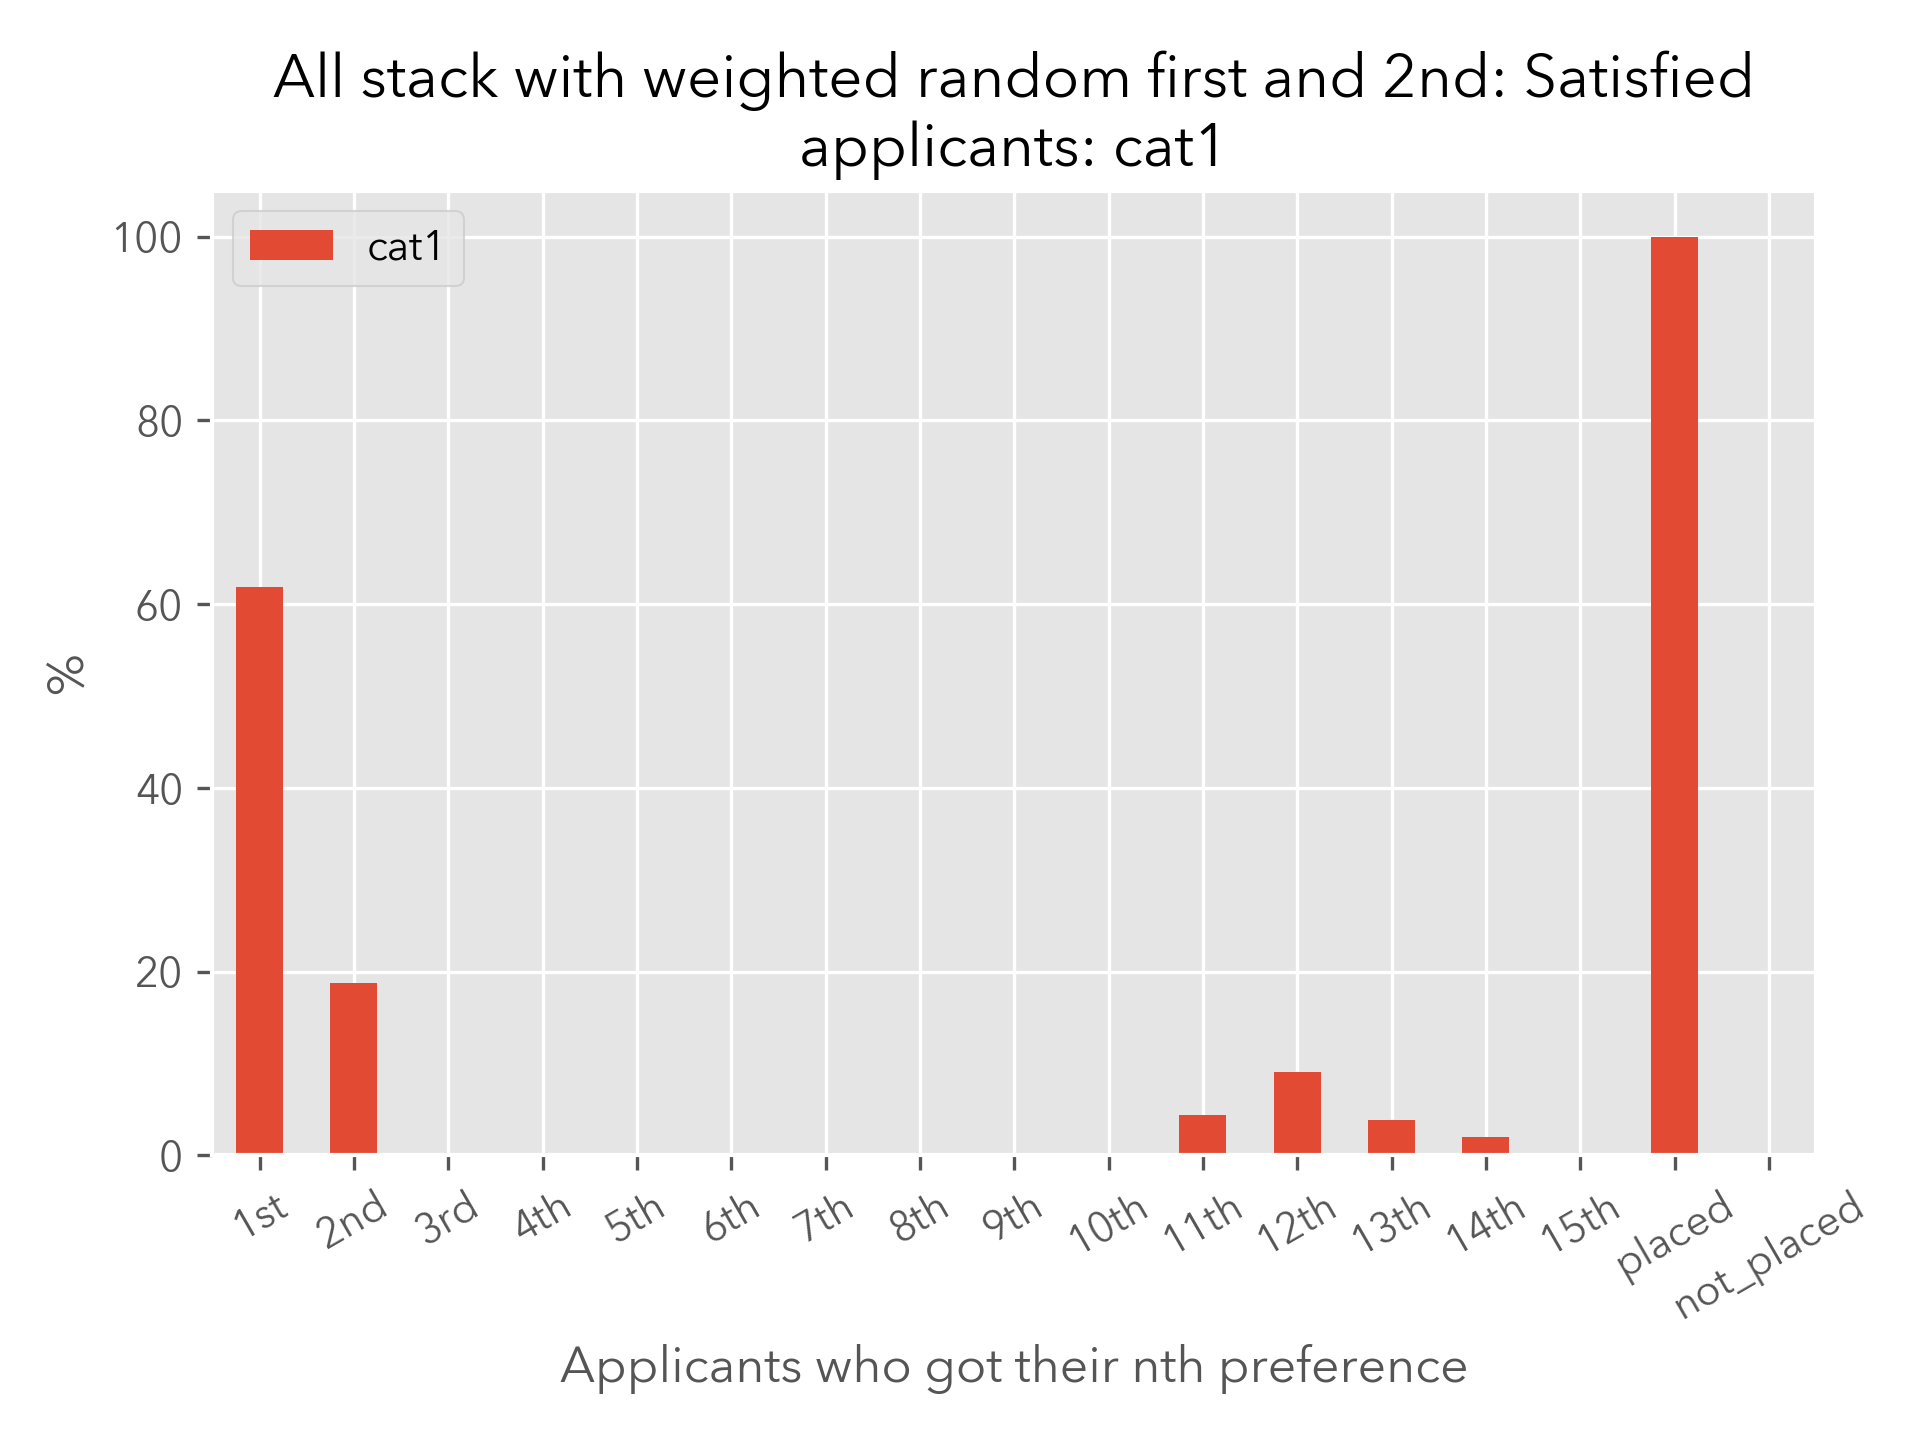 All stack with weighted random first and 2nd: Satisfied
applicants: cat1
cat1
100
80
60
40
20
0
%
1st 2nd 3rd 4th 5th 6th 7th 8th 9th 10th 11th 12th 13th 14th 15th placed not_placed
Applicants who got their nth preference